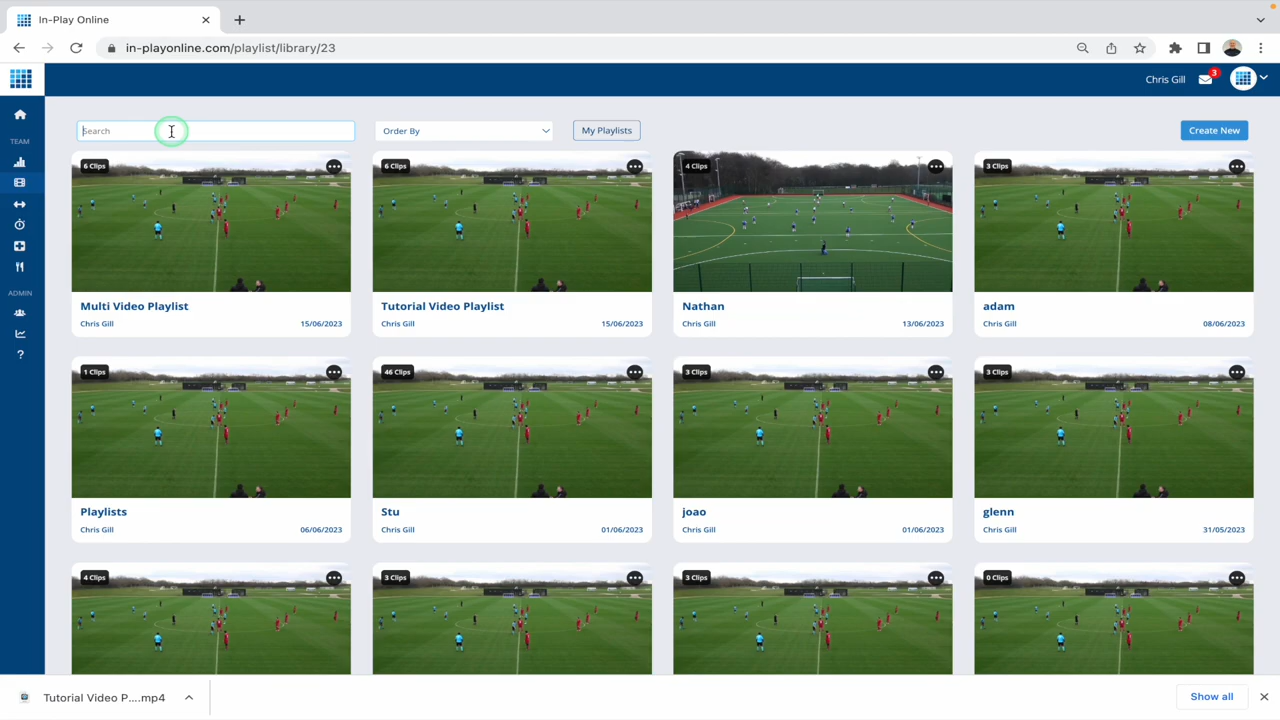 In-Play Online
in-playonline.com/playlist/library/23
Chris Gill
3
Search
Order By
My Playlists
Create New
TEAM
ADMIN
6 Clips
6 Clips
4 Clips
3 Clips
Multi Video Playlist
Tutorial Video Playlist
Nathan
adam
Chris Gill 15/06/2023
Chris Gill 15/06/2023
Chris Gill 13/06/2023
Chris Gill 08/06/2023
1 Clips
46 Clips
3 Clips
3 Clips
Playlists
Stu
joao
glenn
Chris Gill 06/06/2023
Chris Gill 01/06/2023
Chris Gill 01/06/2023
Chris Gill 31/05/2023
4 Clips
3 Clips
3 Clips
0 Clips
Tutorial Video P....mp4
Show all